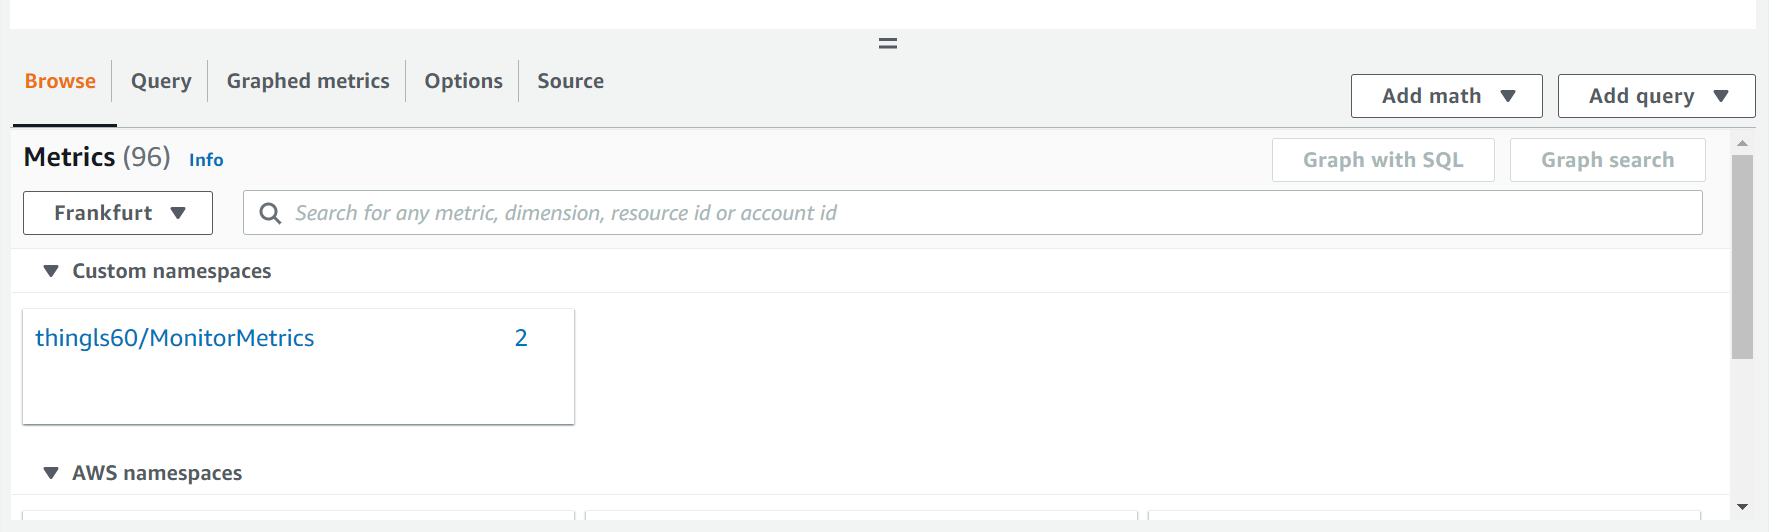 Browse Query Graphed metrics Options Source
Add math Add query
Metrics (96) Info
Graph with SQL Graph search
Frankfurt Search for any metric, dimension, resource id or account id
Custom namespaces
thingls60/MonitorMetrics 2
AWS namespaces